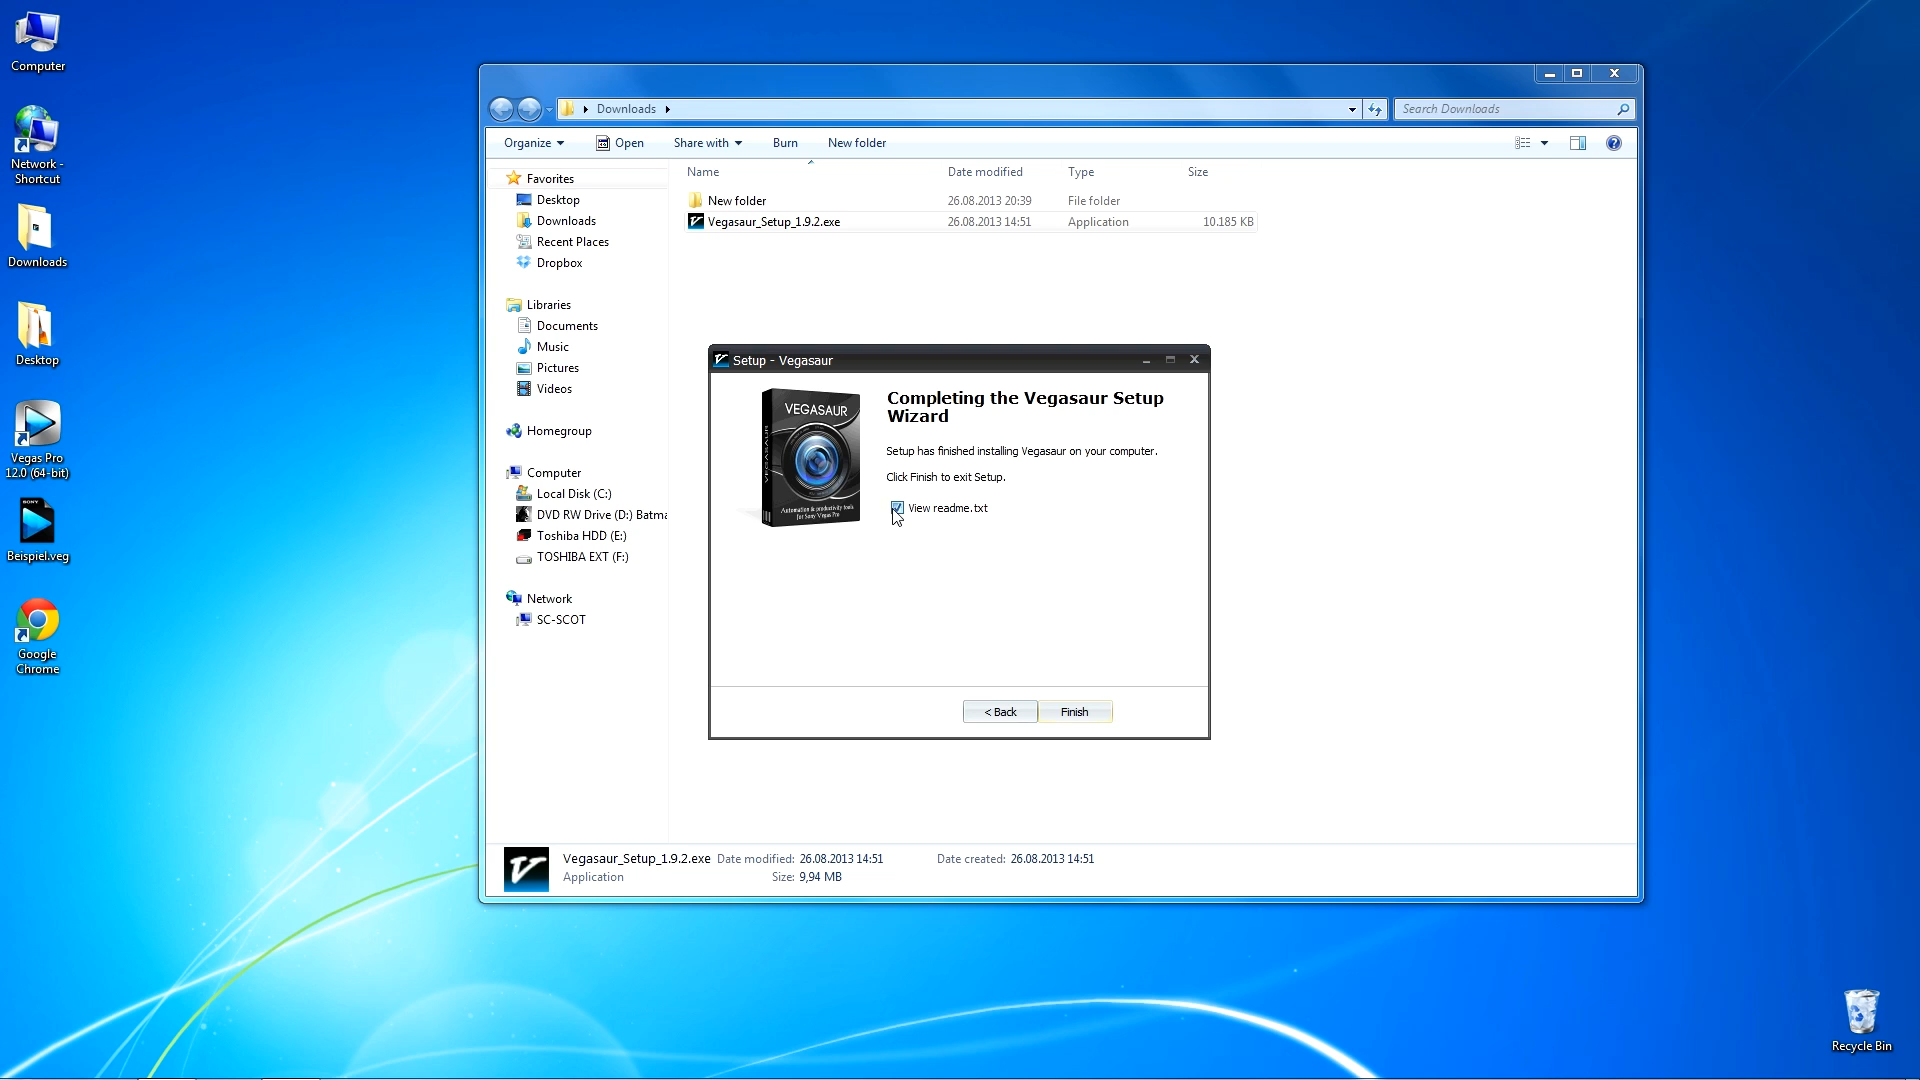 Computer
Network -
Shortcut
Downloads
Desktop
Vegas Pro
12.0 (64-bit)
SONY
Beispiel.veg
Google
Chrome
Downloads
Search Downloads
Organize
Open
Share with
Burn
New folder
Favorites
Desktop
Downloads
Recent Places
Dropbox
Libraries
Documents
Music
Pictures
Videos
Homegroup
Computer
Local Disk (C:)
DVD RW Drive (D:) Batma
Toshiba HDD (E:)
TOSHIBA EXT (F:)
Network
SC-SCOT
Name Date modified Type Size
New folder 26.08.2013 20:39 File folder
Vegasaur_Setup_1.9.2.exe 26.08.2013 14:51 Application 10.185 KB
Setup - Vegasaur
VEGASAUR
VEGASAUR
Automation & productivity tools
for Sony Vegas Pro
Completing the Vegasaur Setup
Wizard
Setup has finished installing Vegasaur on your computer.
Click Finish to exit Setup.
View readme.txt
< Back
Finish
Vegasaur_Setup_1.9.2.exe Date modified: 26.08.2013 14:51 Date created: 26.08.2013 14:51
Application Size: 9,94 MB
Recycle Bin